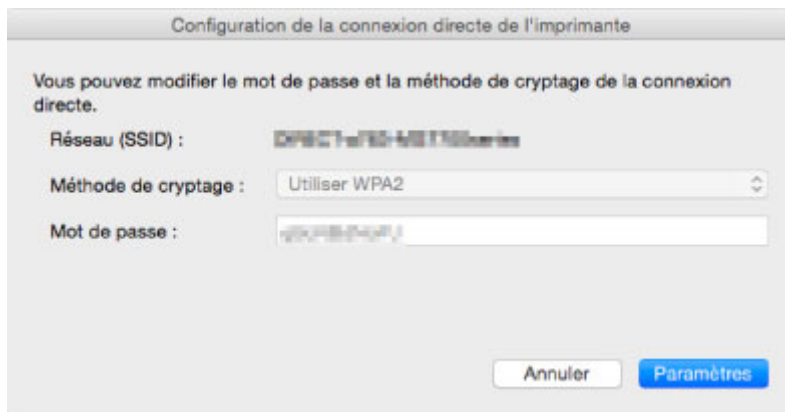 Configuration de la connexion directe de l'imprimante
Vous pouvez modifier le mot de passe et la méthode de cryptage de la connexion
directe.
Réseau (SSID) :
Méthode de cryptage : Utiliser WPA2
Mot de passe :
Annuler Paramètres